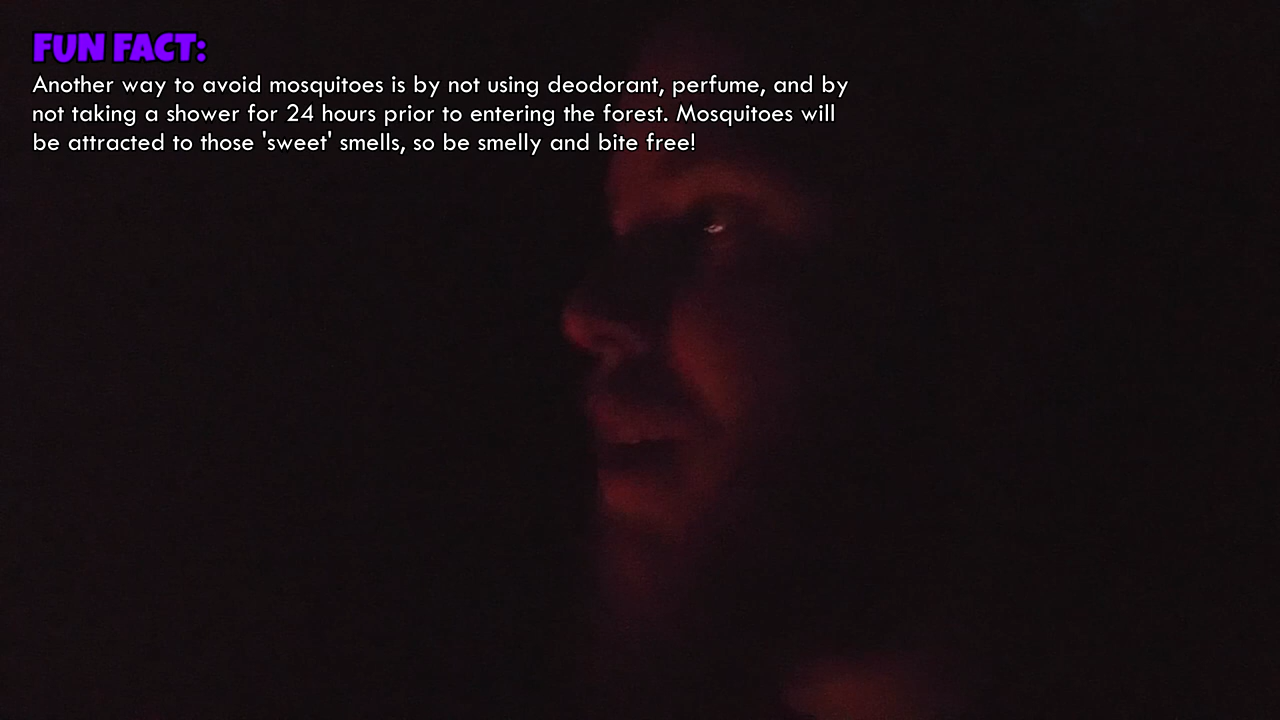 FUN FACT:
Another way to avoid mosquitoes is by not using deodorant, perfume, and by
not taking a shower for 24 hours prior to entering the forest. Mosquitoes will
be attracted to those 'sweet' smells, so be smelly and bite free!